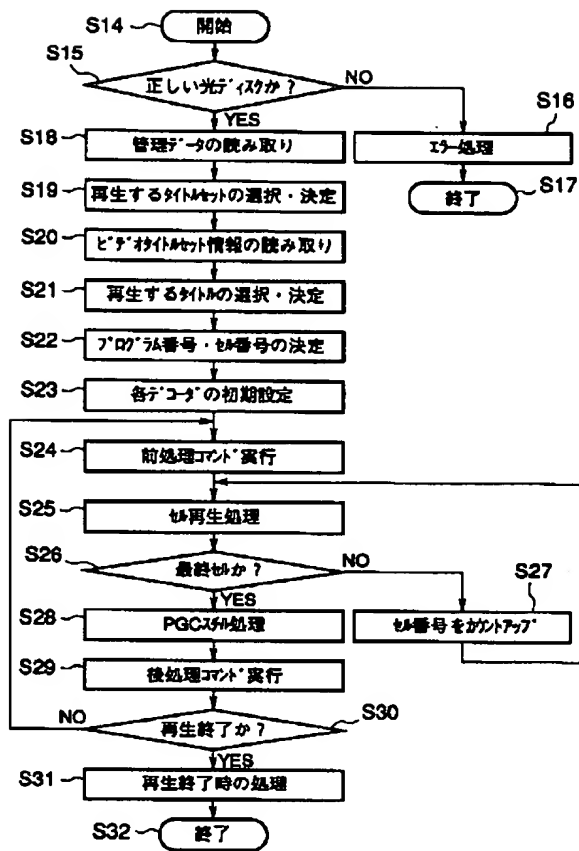 S14 開始
S15 正しい光ディスクか？ NO
YES
S18 管理データの読み取り
S16 エラー処理
S19 再生するタイトルセットの選択・決定
終了 S17
S20 ビデオタイトルセット情報の読み取り
S21 再生するタイトルの選択・決定
S22 プログラム番号・セル番号の決定
S23 各デコーダの初期設定
S24 前処理コマンド実行
S25 セル再生処理
S26 最終セルか？ NO
YES
S27 セル番号をカウントアップ
S28 PGCスチル処理
S29 後処理コマンド実行
NO 再生終了か？ S30
YES
S31 再生終了時の処理
S32 終了